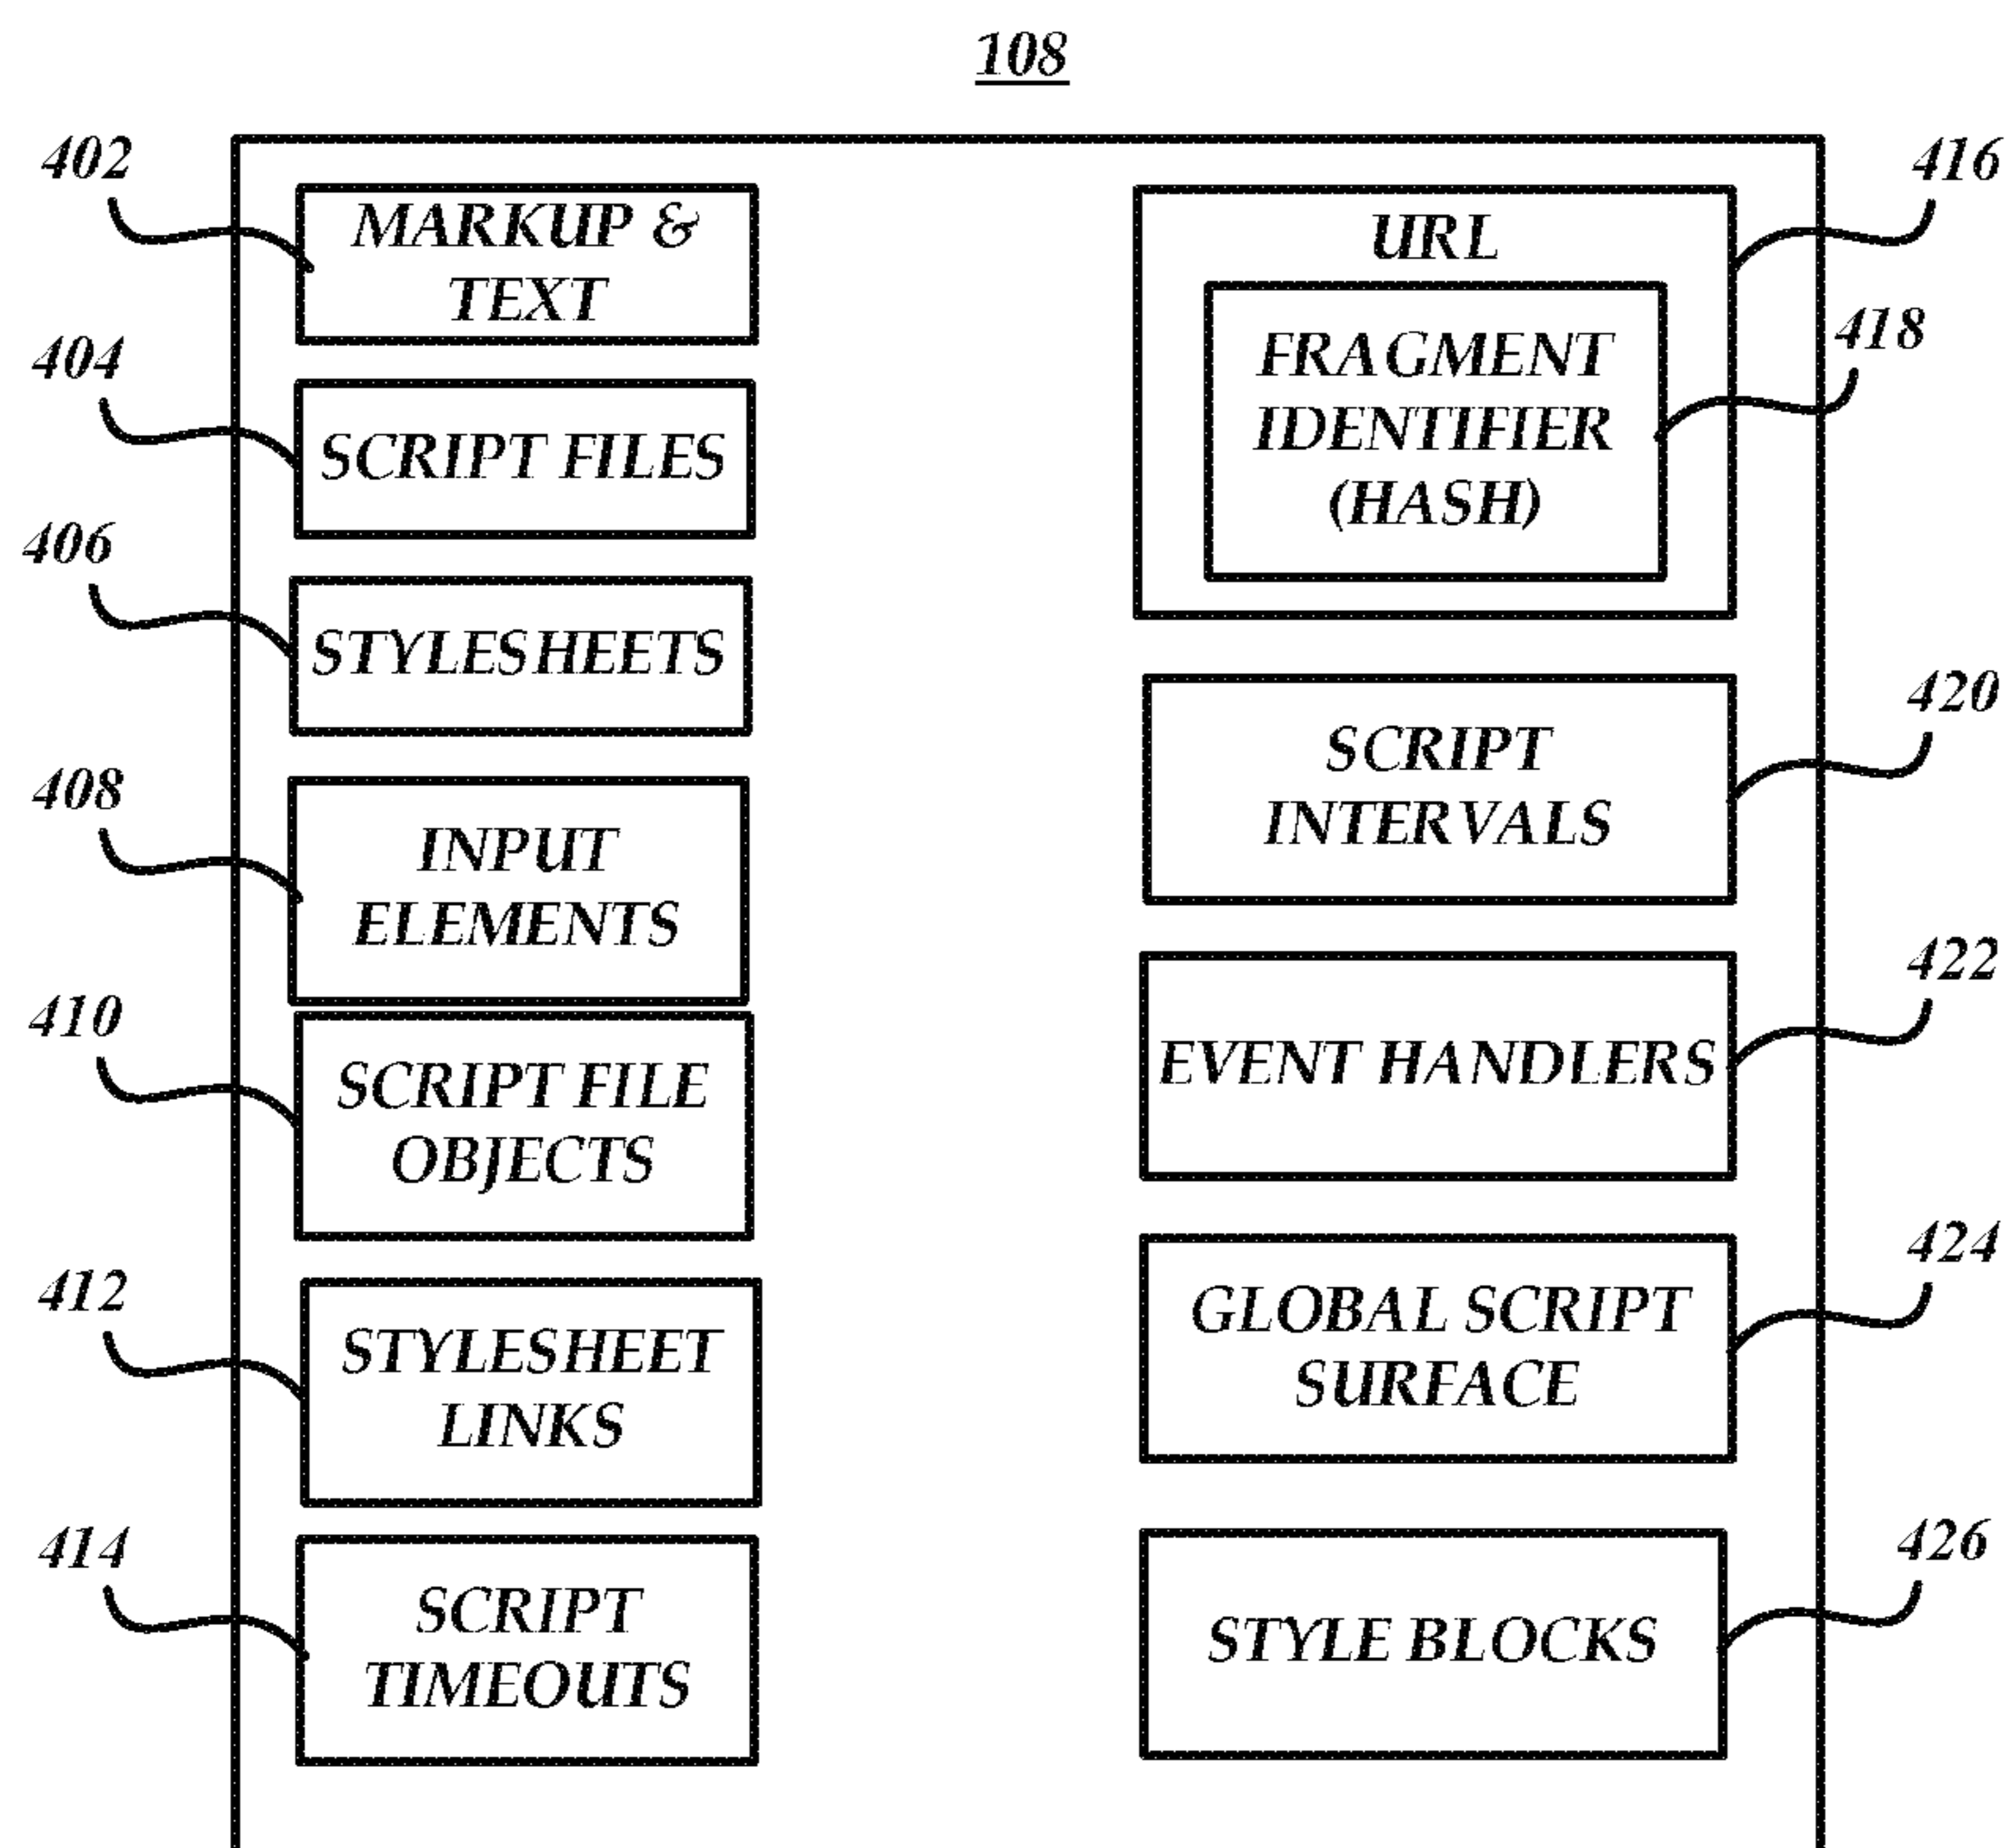 108
402
MARKUP &
TEXT
404
SCRIPT FILES
406
STYLESHEETS
408
INPUT
ELEMENTS
410
SCRIPT FILE
OBJECTS
412
STYLESHEET
LINKS
414
SCRIPT
TIMEOUTS
416
URL
418
FRAGMENT
IDENTIFIER
(HASH)
420
SCRIPT
INTERVALS
422
EVENT HANDLERS
424
GLOBAL SCRIPT
SURFACE
426
STYLE BLOCKS